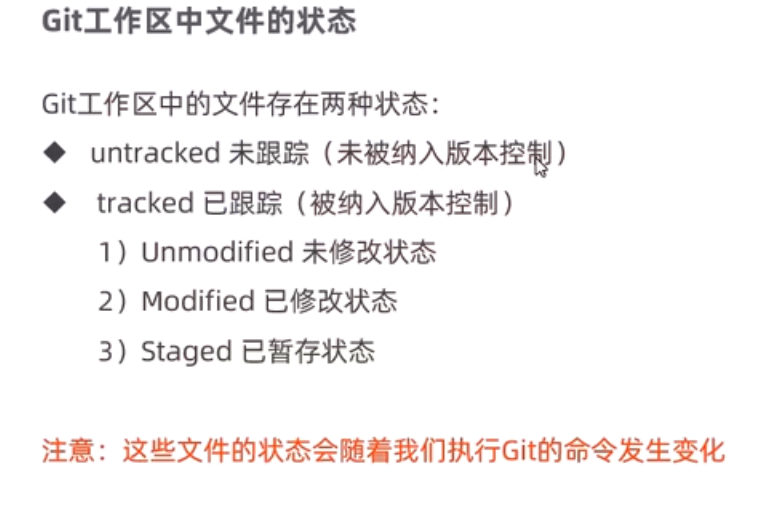 Git工作区中文件的状态
Git工作区中的文件存在两种状态：
◆ untracked 未跟踪（未被纳入版本控制）
◆ tracked 已跟踪（被纳入版本控制）
1）Unmodified 未修改状态
2）Modified 已修改状态
3）Staged 已暂存状态
注意：这些文件的状态会随着我们执行Git的命令发生变化